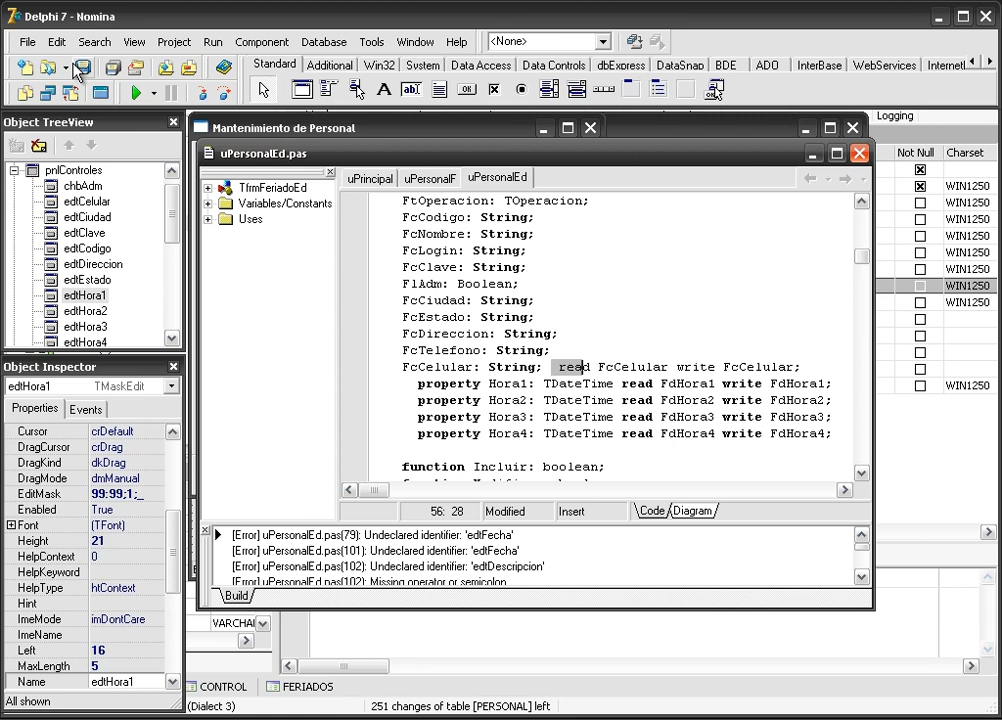 Delphi 7 - Nomina
File Edit Search View Project Run Component Database Tools Window Help <None>
Standard Additional Win32 System Data Access Data Controls dbExpress DataSnap BDE ADO InterBase WebServices InternetE
Object TreeView
pnlControles
chbAdm
edtCelular
edtCiudad
edtClave
edtCodigo
edtDireccion
edtEstado
edtHora1
edtHora2
edtHora3
edtHora4
Object Inspector
edtHora1 TMaskEdit
Properties Events
Cursor crDefault
DragCursor crDrag
DragKind dkDrag
DragMode dmManual
EditMask 99:99;1;_
Enabled True
Font (TFont)
Height 21
HelpContext 0
HelpKeyword
HelpType htContext
Hint
ImeMode imDontCare
ImeName
Left 16
MaxLength 5
Name edtHora1
All shown
Mantenimiento de Personal
uPersonalEd.pas
TfrmFeriadoEd
Variables/Constants
Uses
uPrincipal uPersonalF uPersonalEd
FtOperacion: TOperacion;
FcCodigo: String;
FcNombre: String;
FcLogin: String;
FcClave: String;
FlAdm: Boolean;
FcCiudad: String;
FcEstado: String;
FcDireccion: String;
FcTelefono: String;
FcCelular: String; read FcCelular write FcCelular;
property Hora1: TDateTime read FdHora1 write FdHora1;
property Hora2: TDateTime read FdHora2 write FdHora2;
property Hora3: TDateTime read FdHora3 write FdHora3;
property Hora4: TDateTime read FdHora4 write FdHora4;
function Incluir: boolean;
56: 28 Modified Insert Code Diagram
[Error] uPersonalEd.pas(79): Undeclared identifier: 'edtFecha'
[Error] uPersonalEd.pas(101): Undeclared identifier: 'edtFecha'
[Error] uPersonalEd.pas(102): Undeclared identifier: 'edtDescripcion'
[Error] uPersonalEd.pas(102): Missing operator or semicolon
Build
Logging
Not Null Charset
WIN1250
WIN1250
WIN1250
WIN1250
WIN1250
WIN1250
WIN1250
WIN1250
WIN1250
VARCHAR
CONTROL FERIADOS
(Dialect 3) 251 changes of table [PERSONAL] left